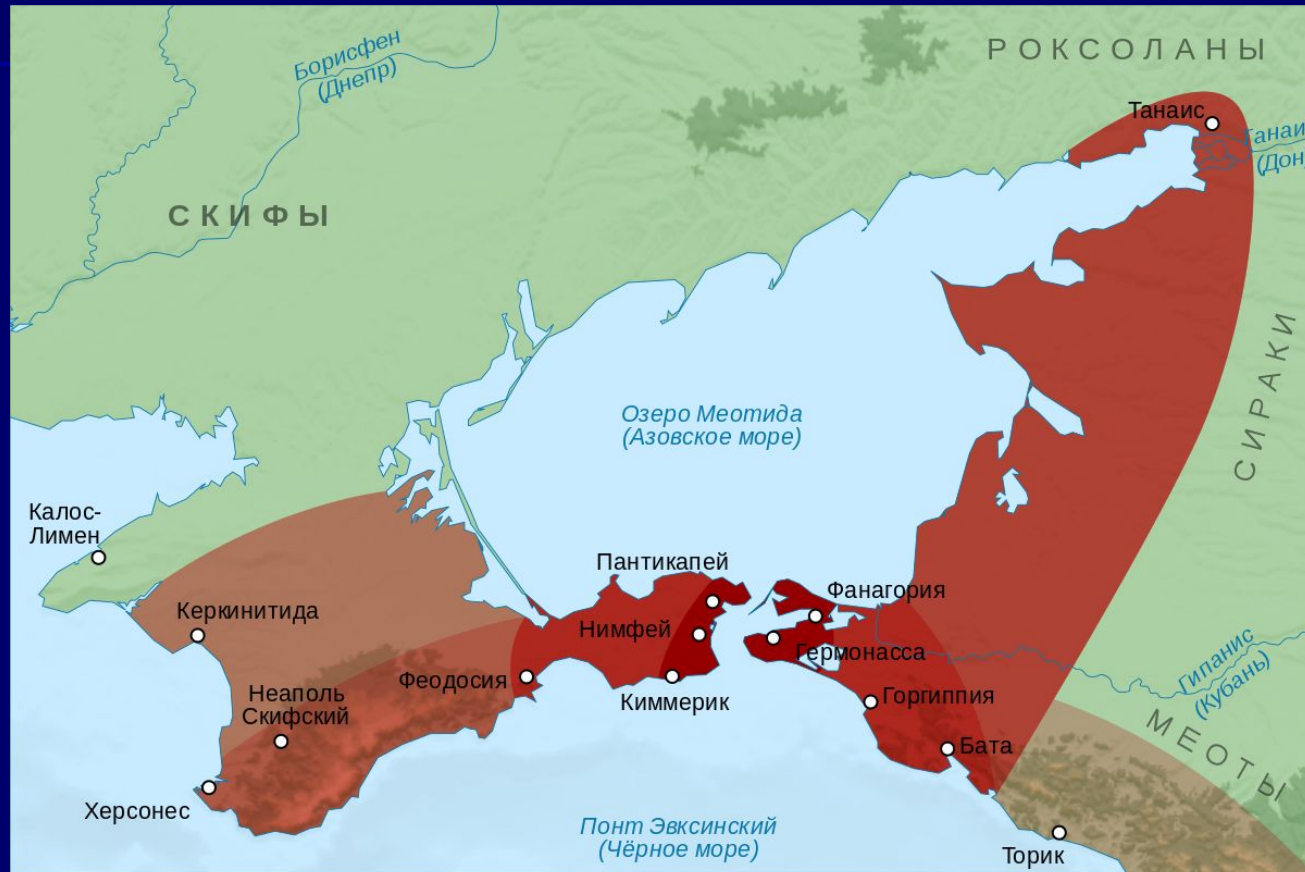 РОКСОЛАНЫ
Борисфен
(Днепр)
Танаис
Танаи
(Дон)
СКИФЫ
СИРАКИ
Озеро Меотида
(Азовское море)
Калос-
Лимен
Пантикапей
Фанагория
Керкинитида
Нимфей
Гермонасса
Феодосия
Неаполь
Скифский
Киммерик
Горгиппия
Гипанис
(Кубань)
МЕОТЫ
Бата
Херсонес
Понт Эвксинский
(Чёрное море)
Торик